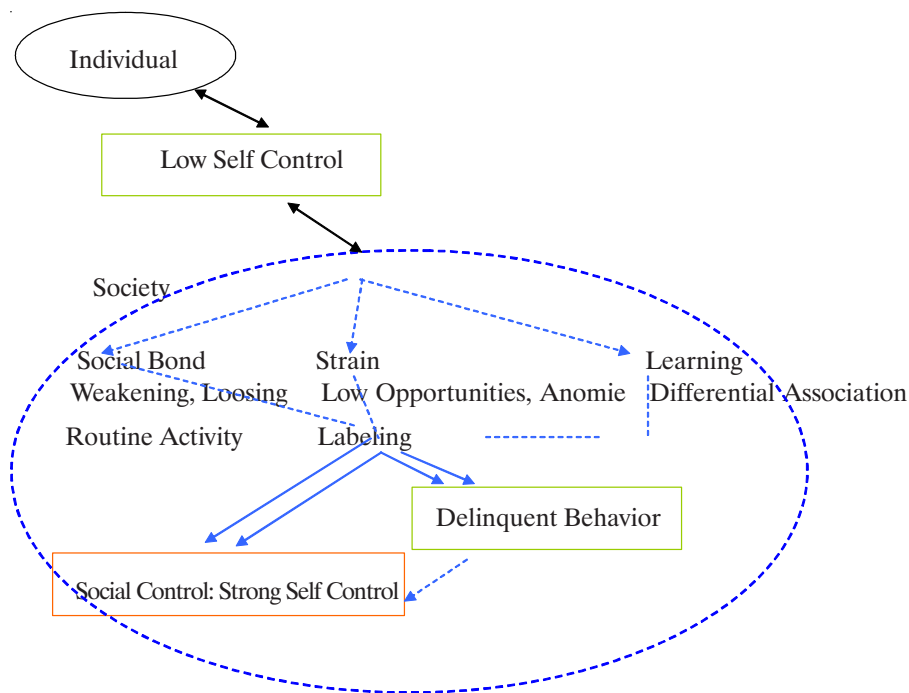 Individual
Low Self Control
Society
Social Bond Strain Learning
Weakening, Loosing Low Opportunities, Anomie Differential Association
Routine Activity Labeling
Delinquent Behavior
Social Control: Strong Self Control